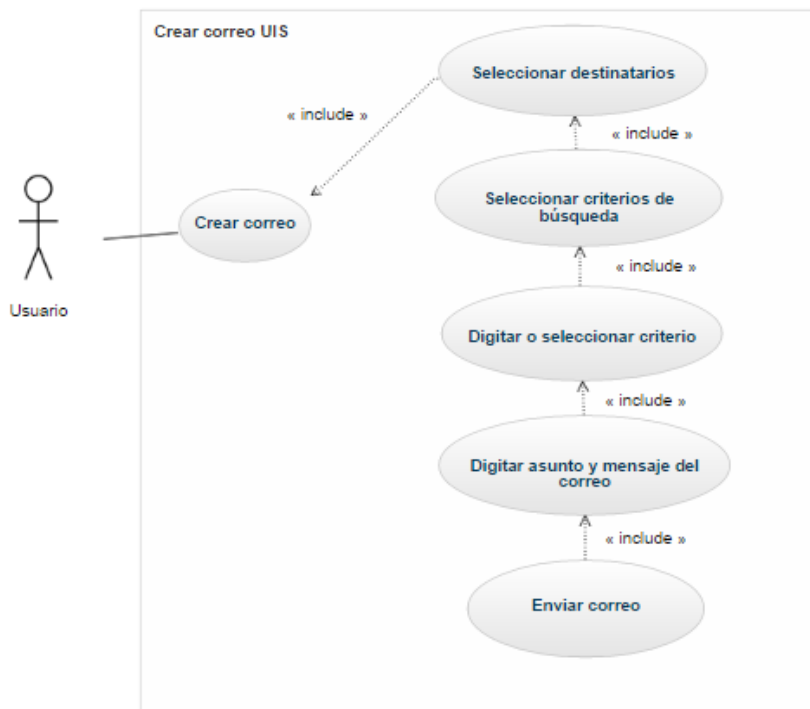 Crear correo UIS
Seleccionar destinatarios
« include »
« include »
Seleccionar criterios de
búsqueda
Crear correo
« include »
Usuario
Digitar o seleccionar criterio
« include »
Digitar asunto y mensaje del
correo
« include »
Enviar correo